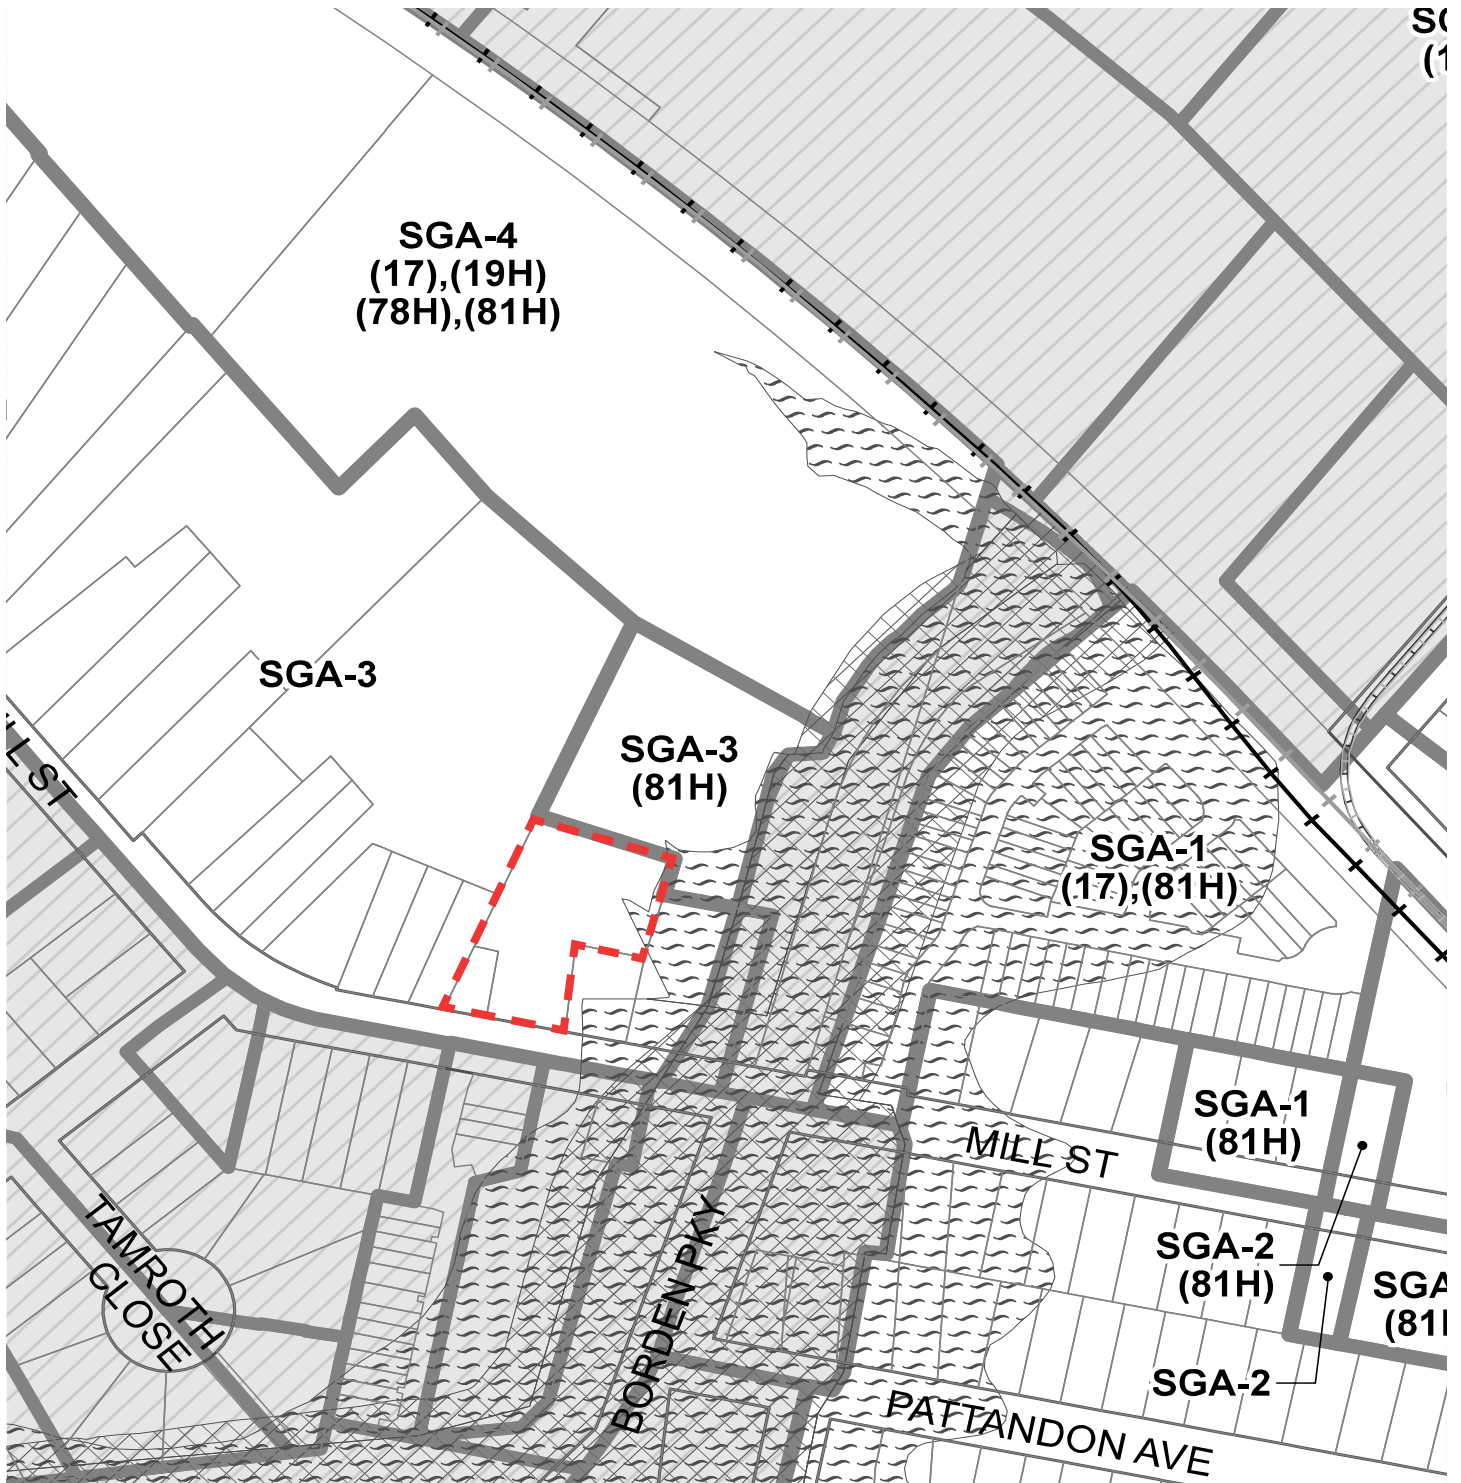 SGA-4
(17),(19H)
(78H),(81H)
SGA-3
SGA-3
(81H)
SGA-1
(17),(81H)
SGA-1
(81H)
MILL ST
SGA-2
(81H)
SGA-2
TAMROTH
CLOSE
BORDEN PKY
PATTANDON AVE
ST